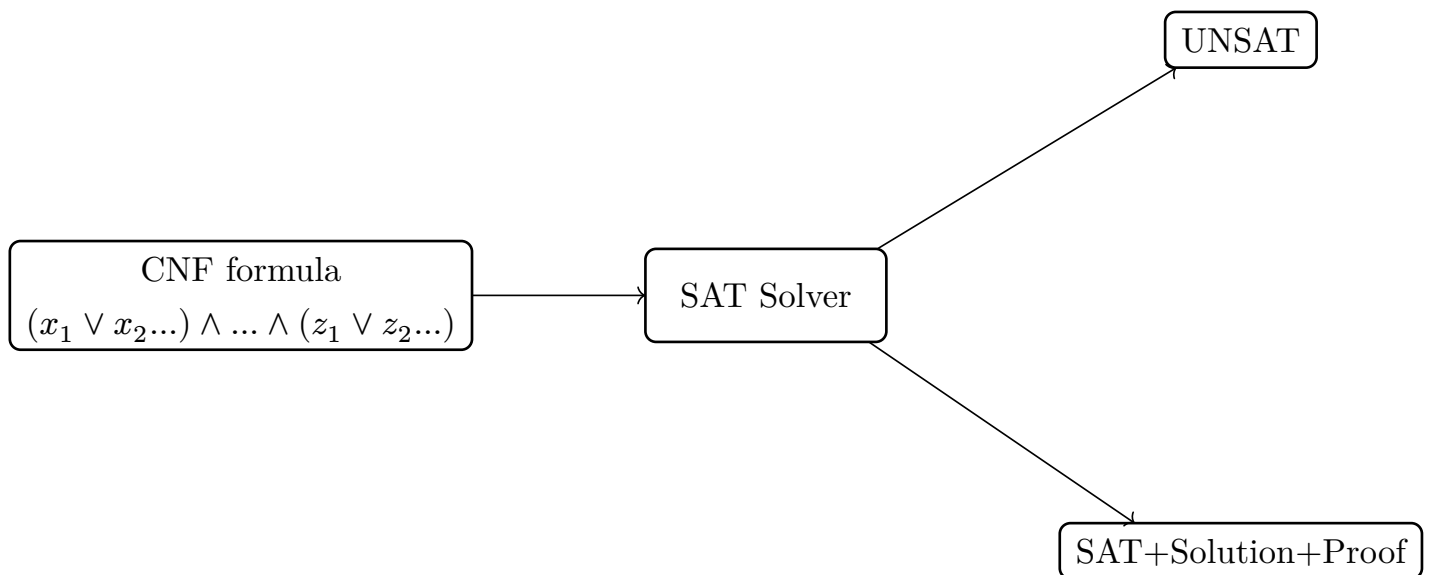 UNSAT
CNF formula
(x₁ ∨ x₂...) ∧ ... ∧ (z₁ ∨ z₂...)
SAT Solver
SAT+Solution+Proof